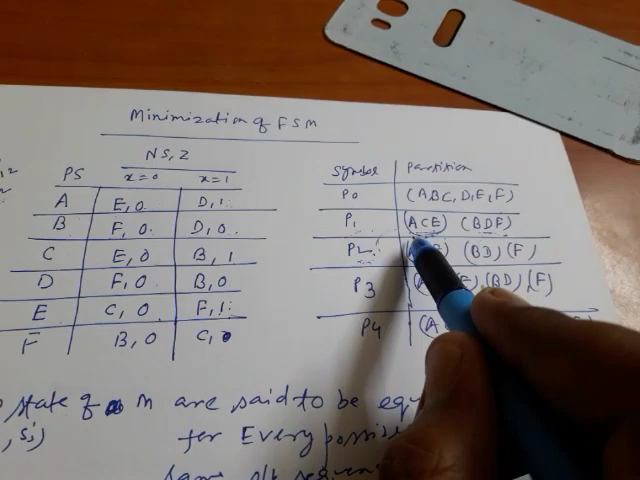 Minimization of FSM
NS, Z
PS x=0 x=1
A E, 0 D, 1
B F, 0 D, 0
C E, 0 B, 1
D F, 0 B, 0
E C, 0 F, 1
F B, 0 C, 0
Symbol Partition
P0 (ABC, D, E, F)
P1 (ACE) (BDF)
P2 (BD) (F)
P3 (BD), (F)
P4 (A
state of M are said to be
, Sj) for Every
same